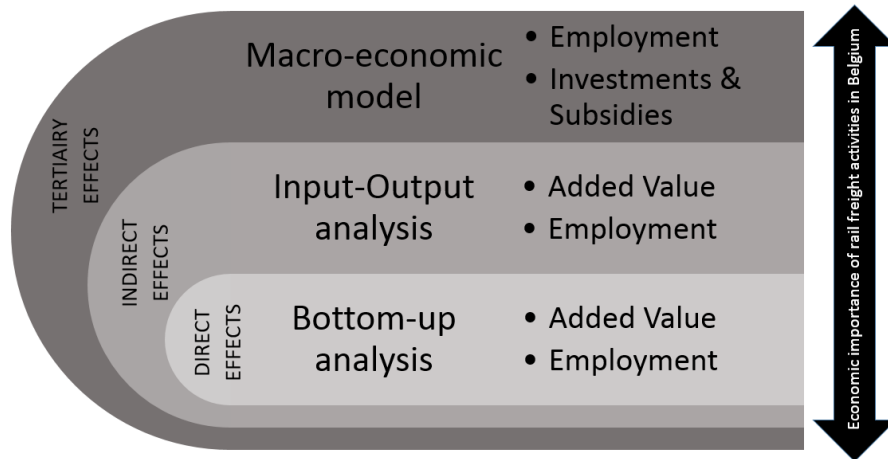 TERTIAIRY
EFFECTS
Macro-economic
model
• Employment
• Investments &
Subsidies
INDIRECT
EFFECTS
Input-Output
analysis
• Added Value
• Employment
DIRECT
EFFECTS
Bottom-up
analysis
• Added Value
• Employment
Economic importance of rail freight activities in Belgium